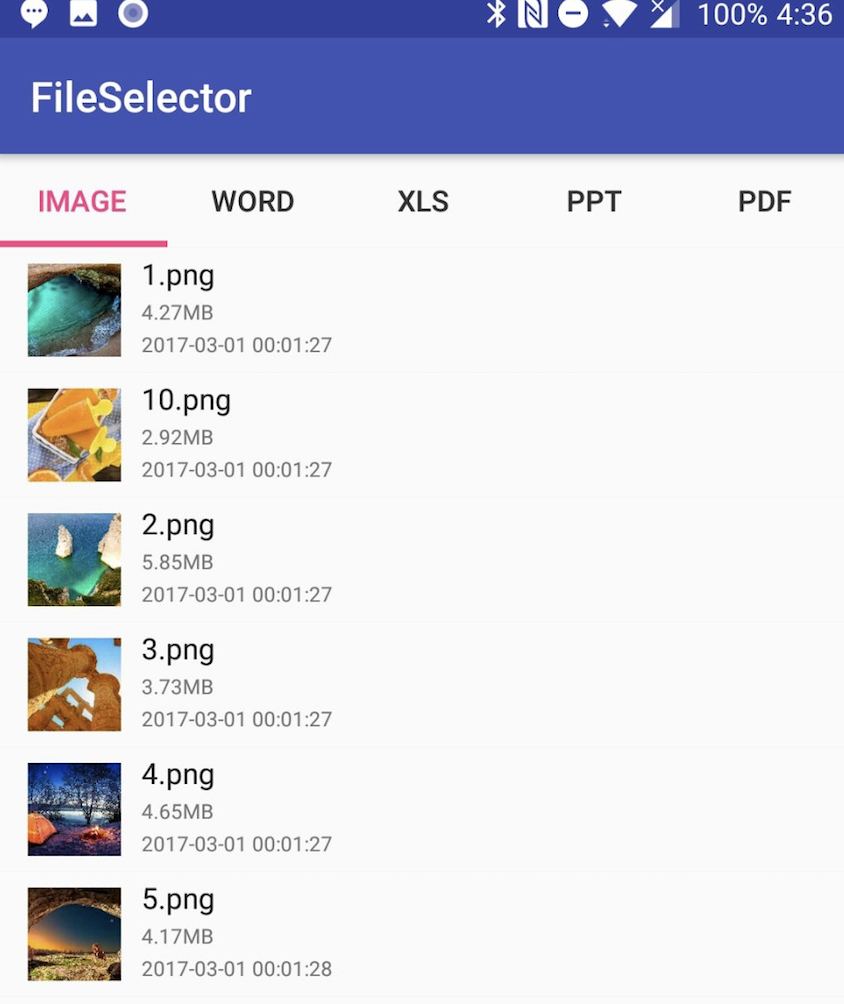 100% 4:36
FileSelector
IMAGE WORD XLS PPT PDF
1.png
4.27MB
2017-03-01 00:01:27
10.png
2.92MB
2017-03-01 00:01:27
2.png
5.85MB
2017-03-01 00:01:27
3.png
3.73MB
2017-03-01 00:01:27
4.png
4.65MB
2017-03-01 00:01:27
5.png
4.17MB
2017-03-01 00:01:28